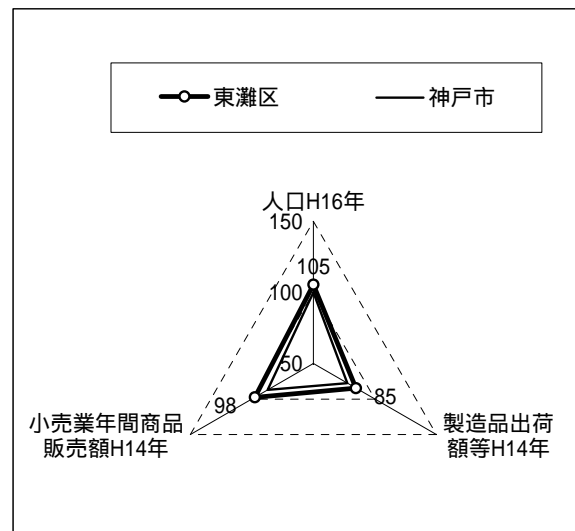 東灘区 神戸市
人口H16年
150
105
100
50
98
85
小売業年間商品
販売額H14年
製造品出荷
額等H14年